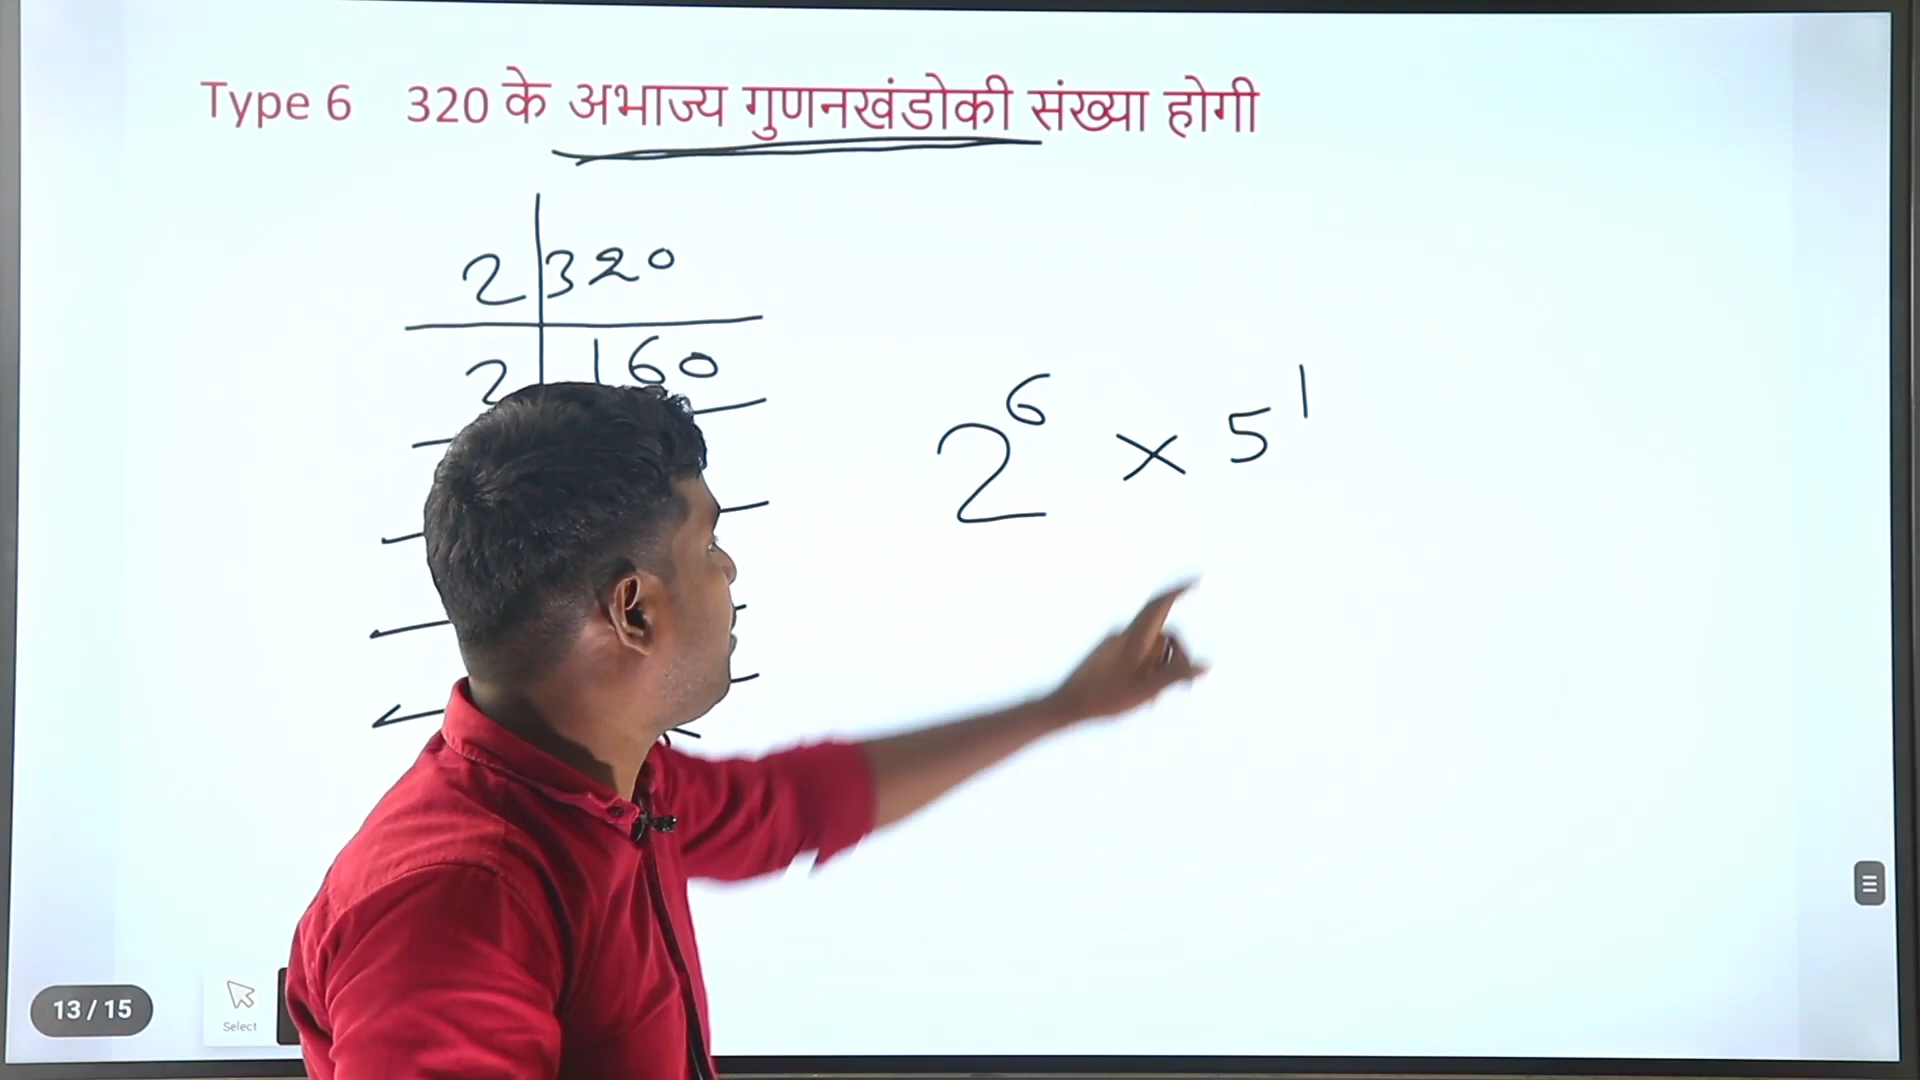 Type 6 320 के अभाज्य गुणनखंडोकी संख्या होगी
2 320
2 160
2⁶ × 5¹
13 / 15
Select